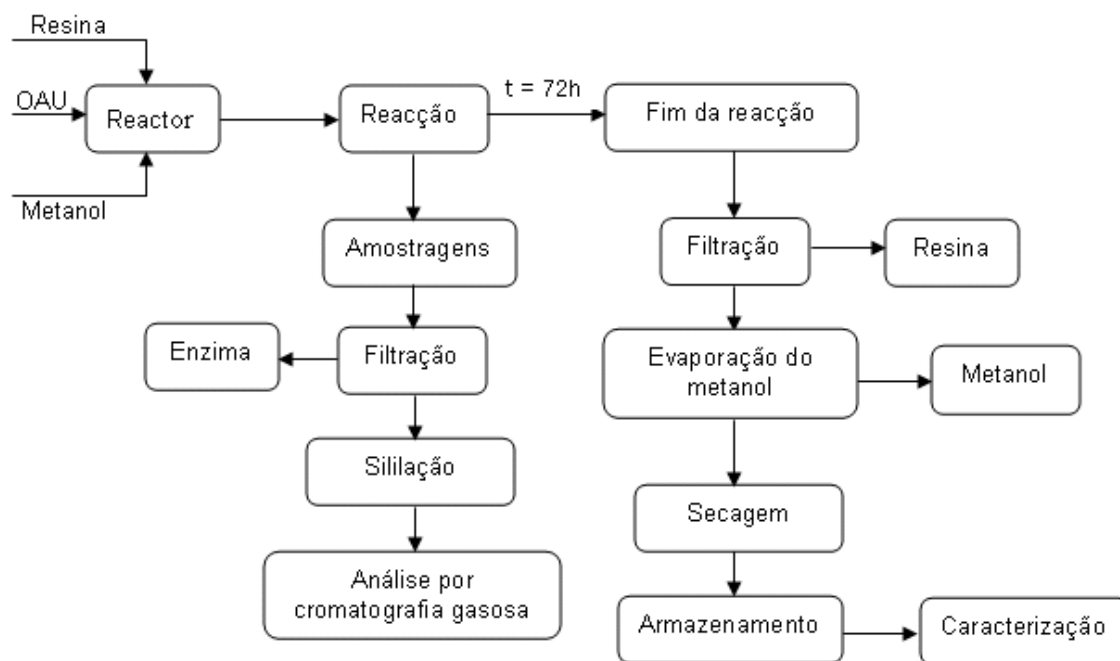 Resina
OAU
Metanol
Reactor
Reacção
t = 72h
Fim da reacção
Amostragens
Filtração
Resina
Enzima
Filtração
Evaporação do
metanol
Metanol
Sililação
Secagem
Análise por
cromatografia gasosa
Armazenamento
Caracterização